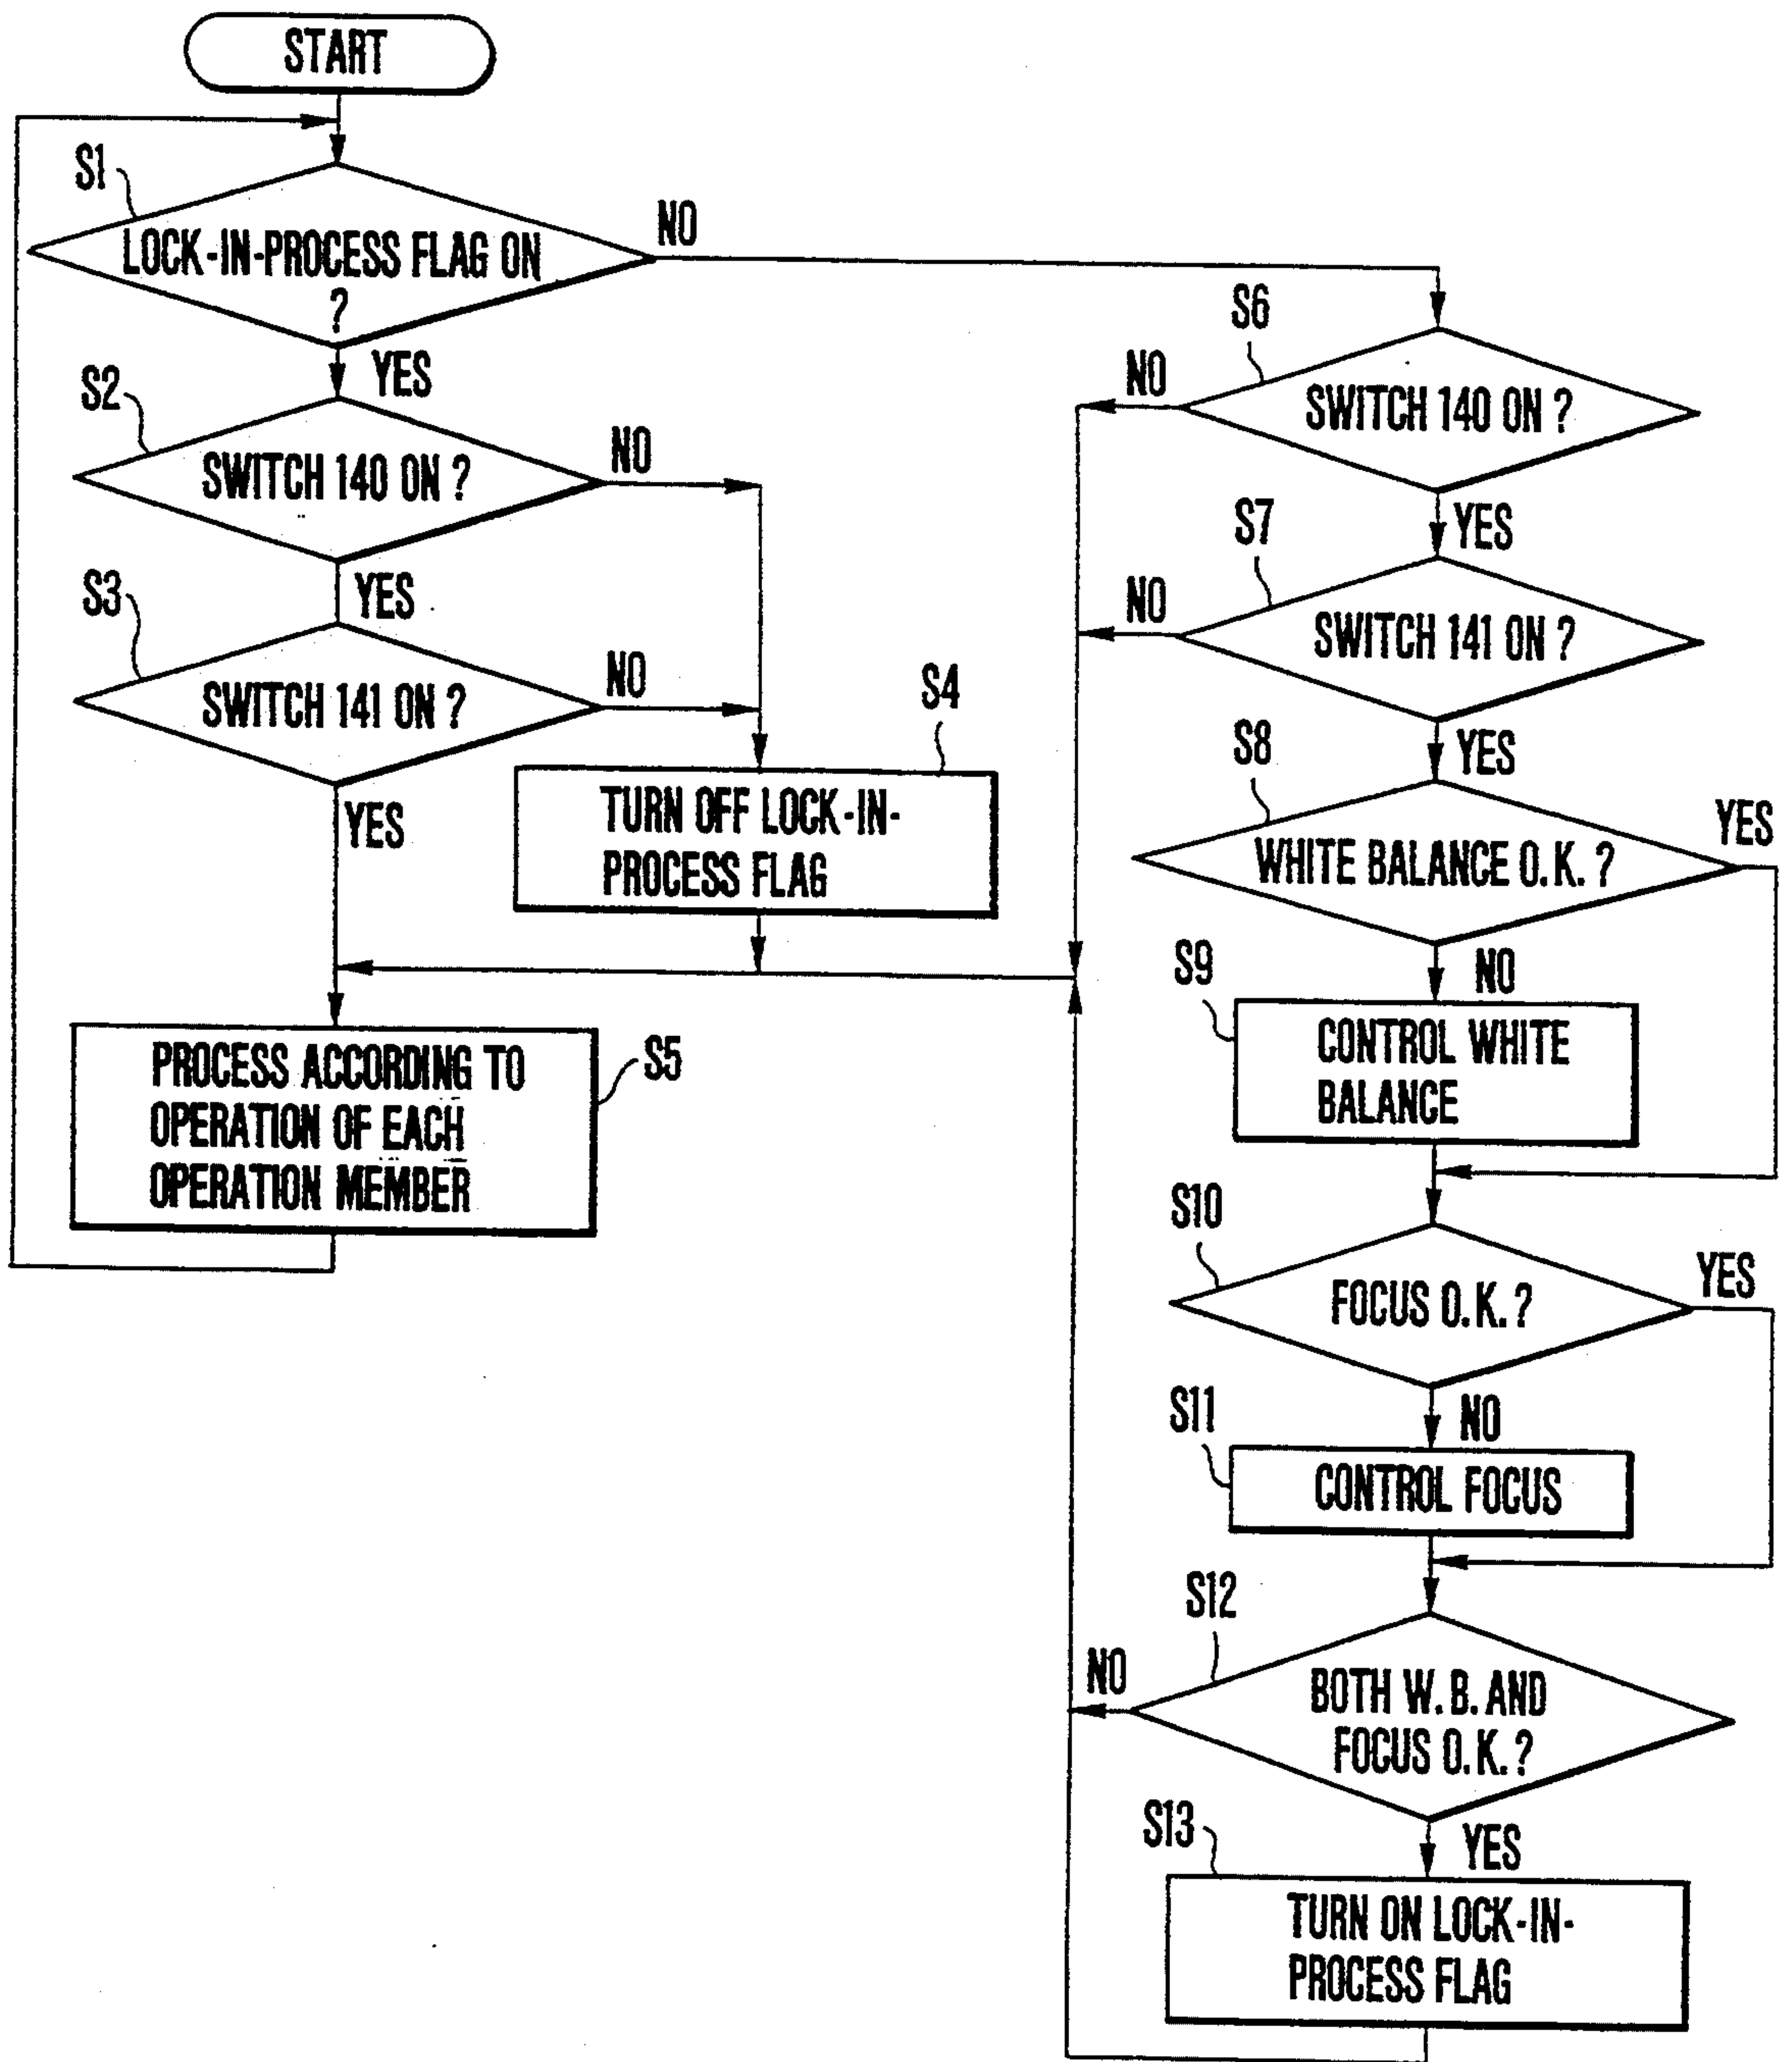 START
S1
LOCK-IN-PROCESS FLAG ON
?
NO
YES
S2
SWITCH 140 ON ?
NO
YES
S3
SWITCH 141 ON ?
NO
YES
S4
TURN OFF LOCK-IN-
PROCESS FLAG
PROCESS ACCORDING TO
OPERATION OF EACH
OPERATION MEMBER
S5
S6
NO
SWITCH 140 ON ?
YES
S7
NO
SWITCH 141 ON ?
YES
S8
WHITE BALANCE O.K. ?
YES
NO
S9
CONTROL WHITE
BALANCE
S10
FOCUS O.K. ?
YES
NO
S11
CONTROL FOCUS
S12
NO
BOTH W.B. AND
FOCUS O.K. ?
YES
S13
TURN ON LOCK-IN-
PROCESS FLAG